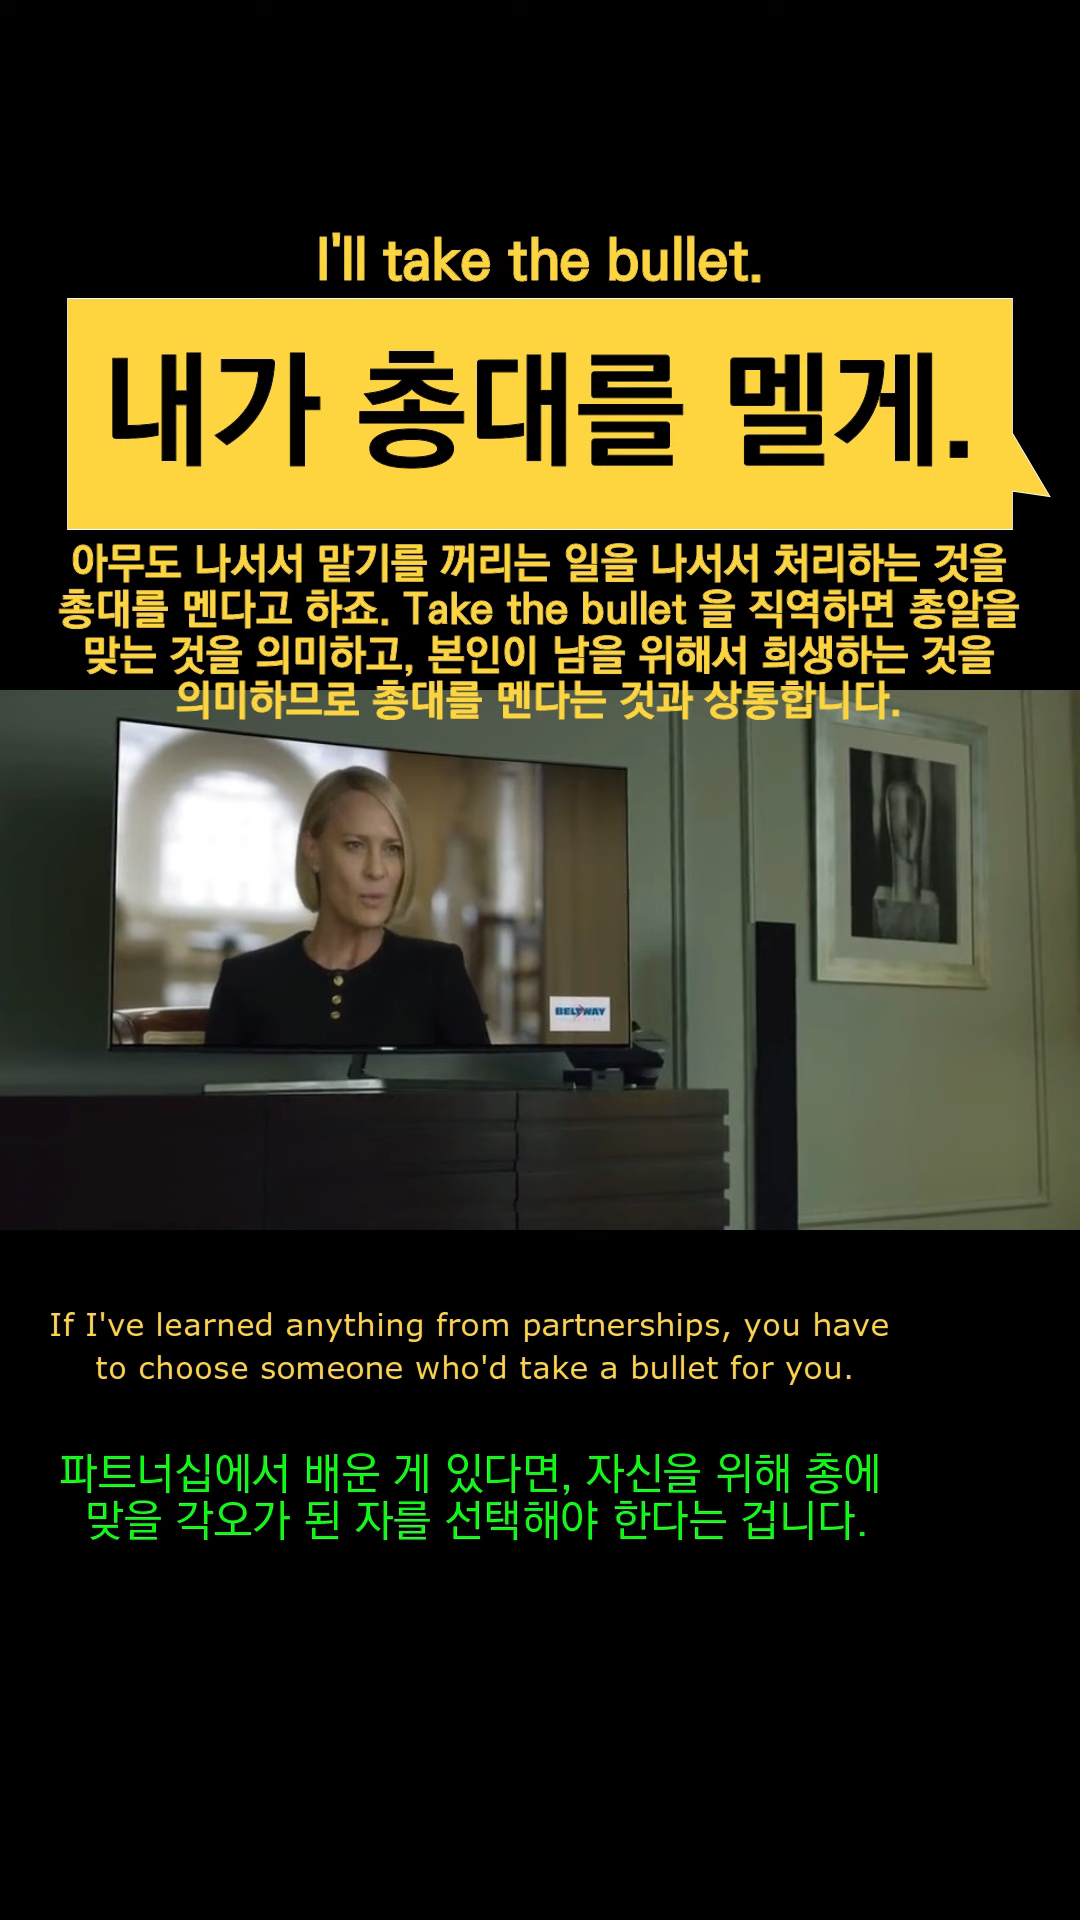 I'll take the bullet.
내가 총대를 멜게.
아무도 나서서 맡기를 꺼리는 일을 나서서 처리하는 것을
총대를 멘다고 하죠. Take the bullet 을 직역하면 총알을
맞는 것을 의미하고, 본인이 남을 위해서 희생하는 것을
의미하므로 총대를 멘다는 것과 상통합니다.
BELTWAY
If I've learned anything from partnerships, you have
to choose someone who'd take a bullet for you.
파트너십에서 배운 게 있다면, 자신을 위해 총에
맞을 각오가 된 자를 선택해야 한다는 겁니다.